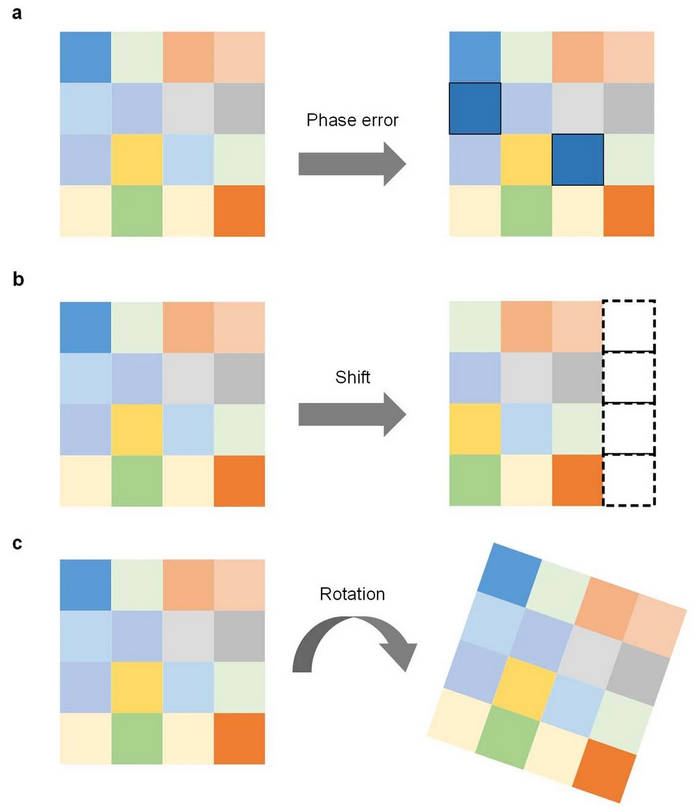 a
Phase error
b
Shift
c
Rotation